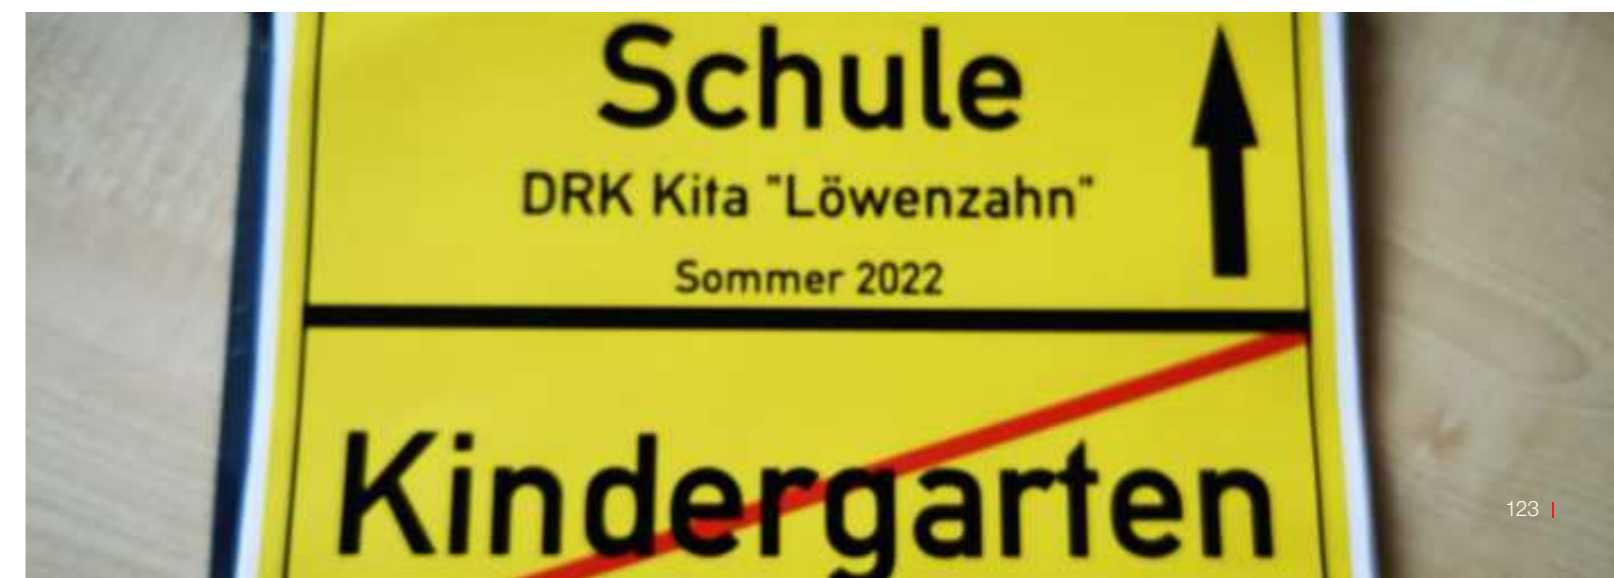 Schule
DRK Kita "Löwenzahn"
Sommer 2022
Kindergarten
123